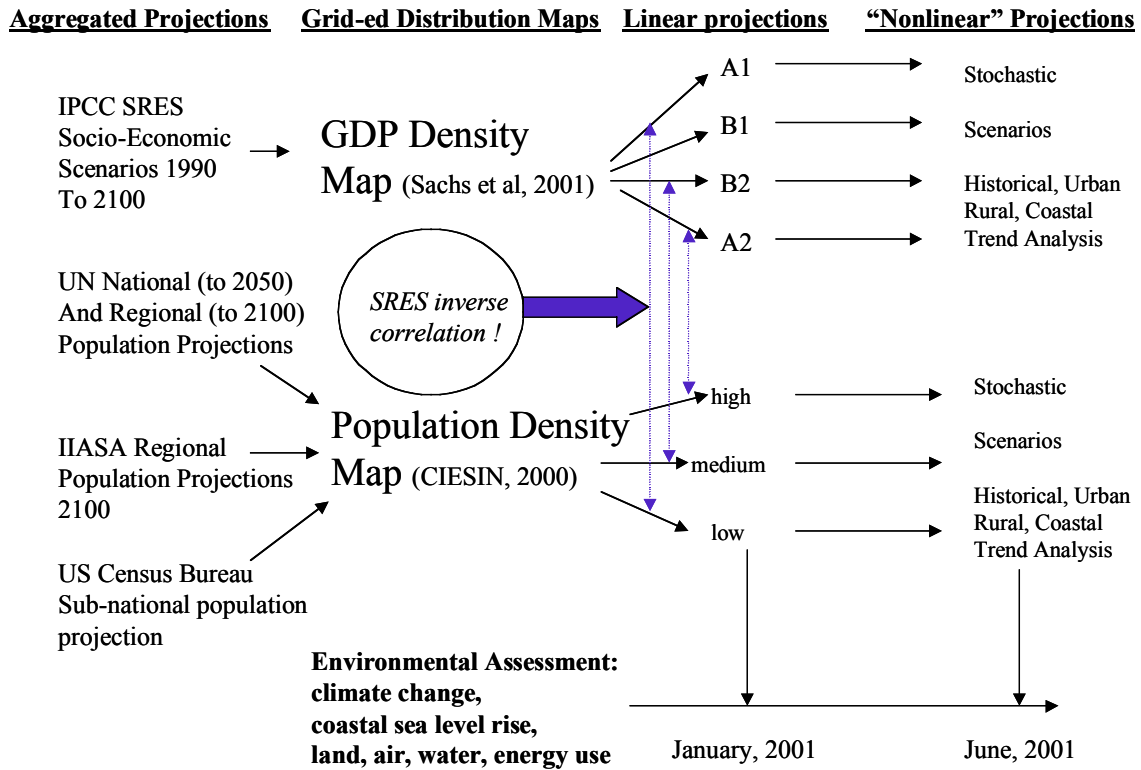 Aggregated Projections
Grid-ed Distribution Maps
Linear projections
“Nonlinear” Projections
IPCC SRES
Socio-Economic
Scenarios 1990
To 2100
GDP Density
Map (Sachs et al, 2001)
A1
B1
B2
A2
Stochastic
Scenarios
Historical, Urban
Rural, Coastal
Trend Analysis
UN National (to 2050)
And Regional (to 2100)
Population Projections
SRES inverse
correlation !
IIASA Regional
Population Projections
2100
Population Density
Map (CIESIN, 2000)
high
medium
low
Stochastic
Scenarios
Historical, Urban
Rural, Coastal
Trend Analysis
US Census Bureau
Sub-national population
projection
Environmental Assessment:
climate change,
coastal sea level rise,
land, air, water, energy use
January, 2001
June, 2001